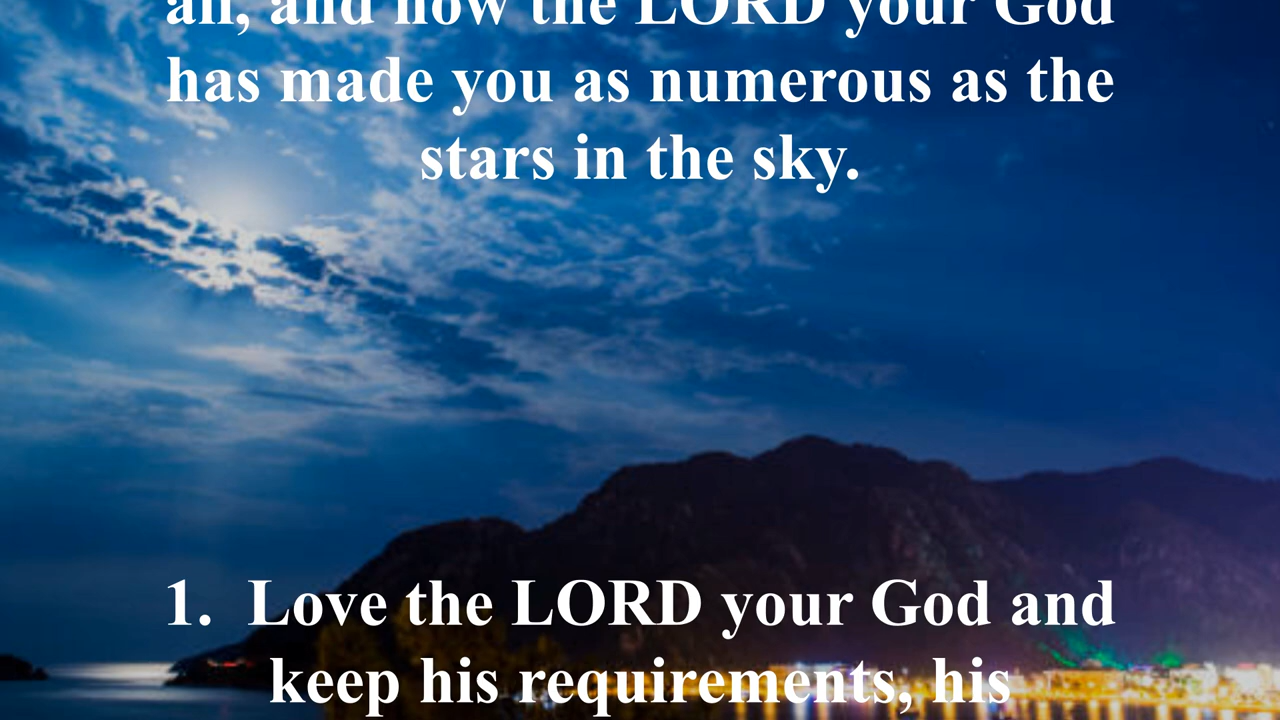 all, and now the LORD your God
has made you as numerous as the
stars in the sky.
1. Love the LORD your God and
keep his requirements, his